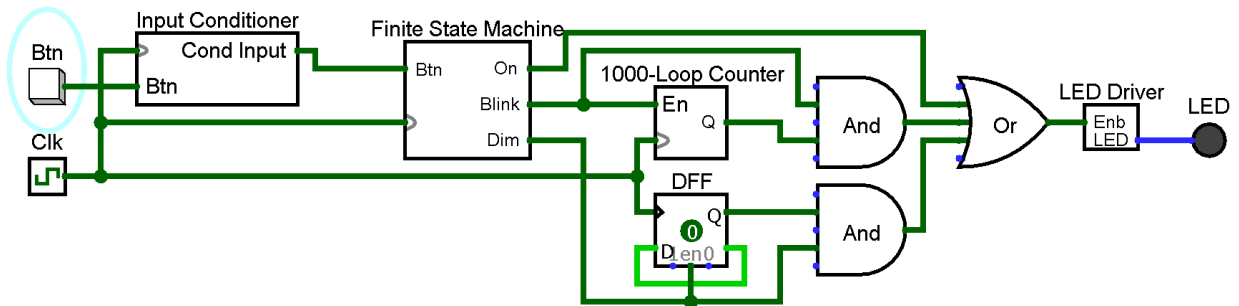 Btn
Clk
Input Conditioner
Cond Input
Btn
Finite State Machine
Btn
On
Blink
Dim
1000-Loop Counter
En
Q
DFF
Q
0
D
1en0
And
And
Or
LED Driver
Enb
LED
LED